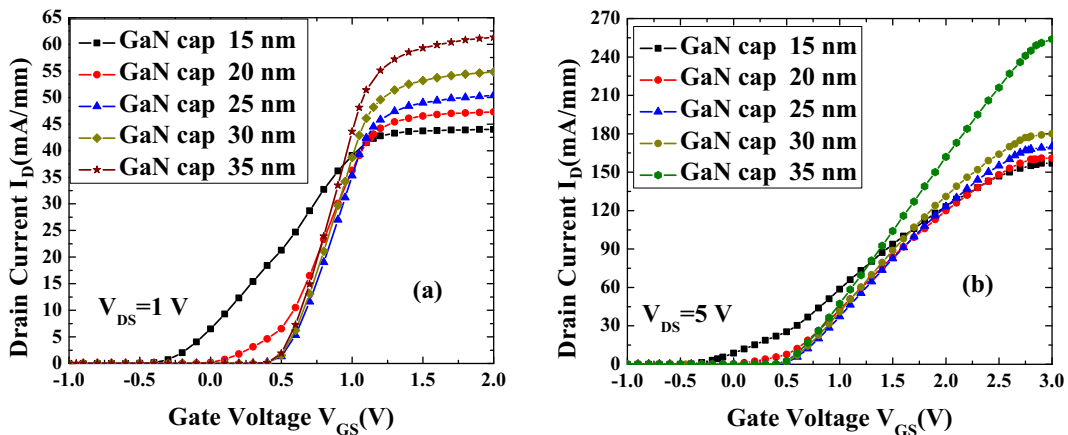 65
60
55
50
45
40
35
30
25
20
15
10
5
0
Drain Current I_D(mA/mm)
GaN cap 15 nm
GaN cap 20 nm
GaN cap 25 nm
GaN cap 30 nm
GaN cap 35 nm
(a)
V_DS=1 V
-1.0 -0.5 0.0 0.5 1.0 1.5 2.0
Gate Voltage V_GS(V)
270
240
210
180
150
120
90
60
30
0
Drain Current I_D(mA/mm)
GaN cap 15 nm
GaN cap 20 nm
GaN cap 25 nm
GaN cap 30 nm
GaN cap 35 nm
(b)
V_DS=5 V
-1.0 -0.5 0.0 0.5 1.0 1.5 2.0 2.5 3.0
Gate Voltage V_GS(V)